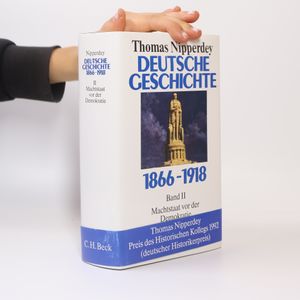 Thomas Nipperdey
DEUTSCHE
GESCHICHTE
1866-1918
II
Machtstaat vor
der
Demokratie
C.H. Beck
Thomas Nipperdey
DEUTSCHE
GESCHICHTE
1866-1918
Band II
Machtstaat vor der
Demokratie
Thomas Nipperdey
Preis des Historischen Kollegs 1992
(deutscher Historikerpreis)